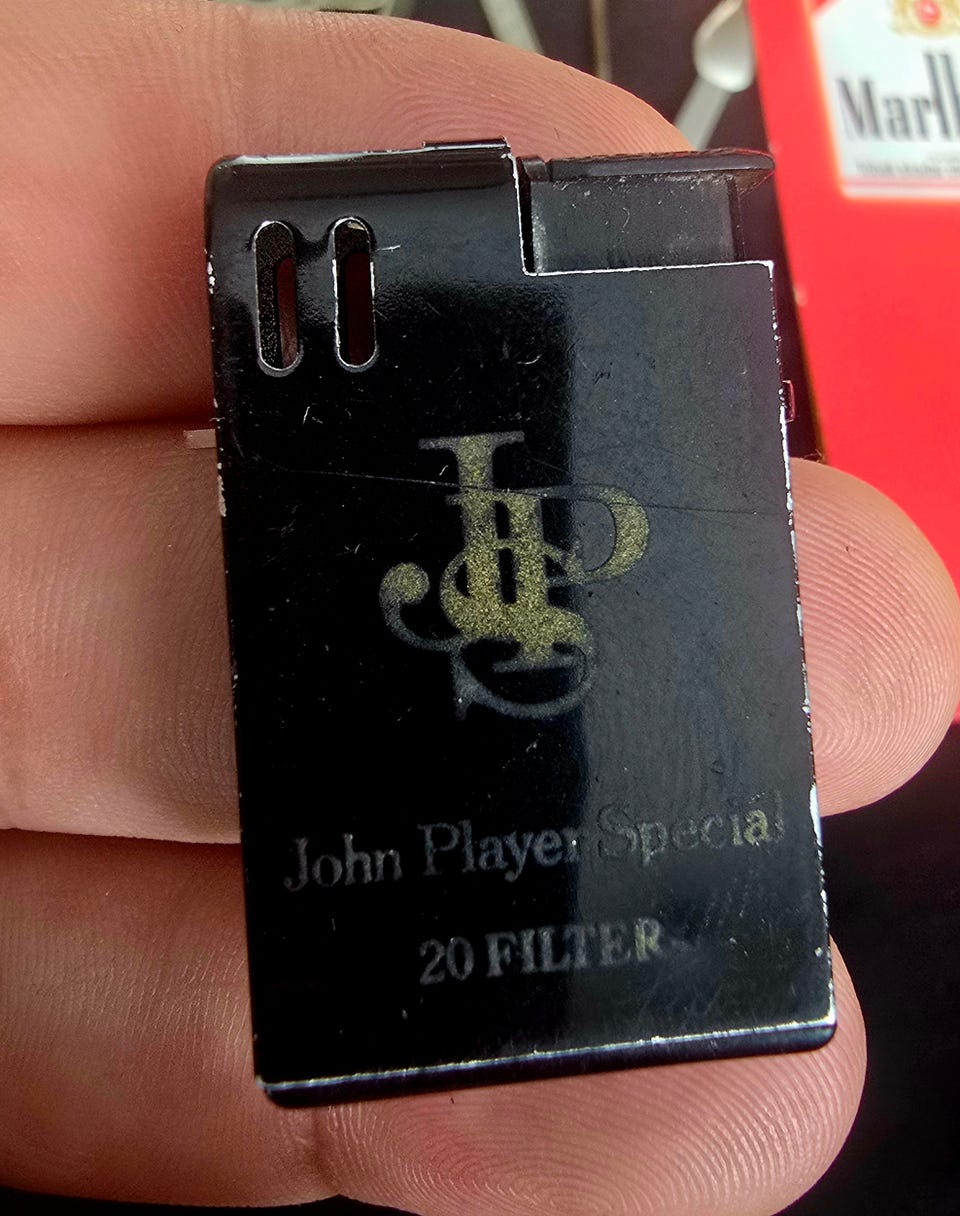 Marl
JPS
John Player Special
20 FILTER